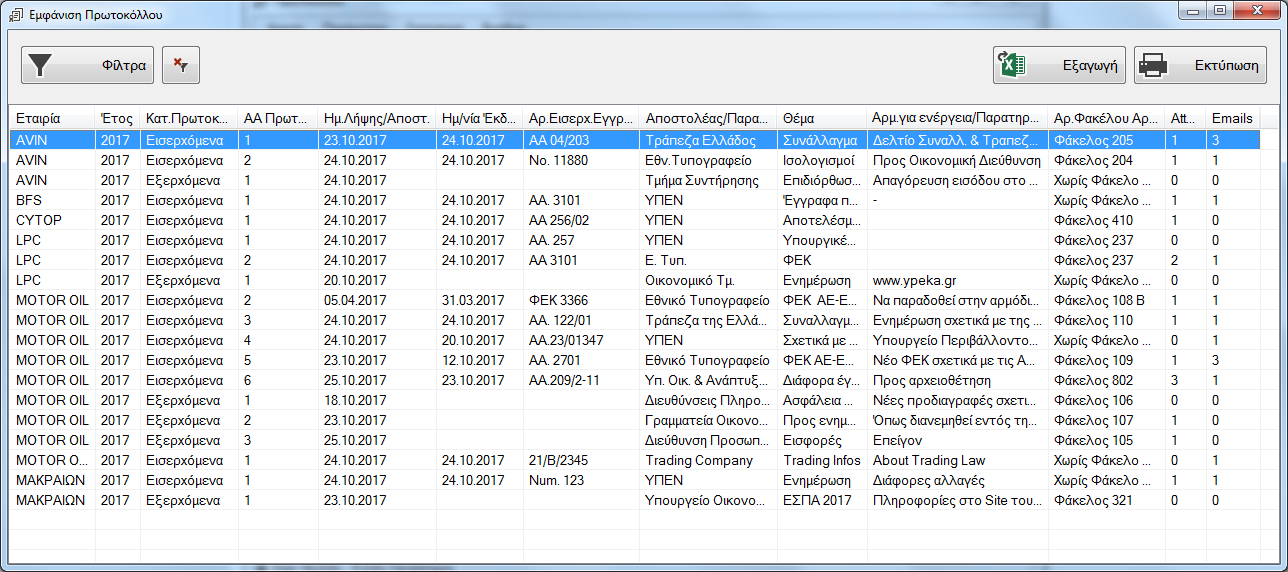 Εμφάνιση Πρωτοκόλλου
Φίλτρα Εξαγωγή Εκτύπωση
Εταιρία Έτος Κατ.Πρωτοκ... ΑΑ Πρωτ... Ημ.Λήψης/Αποστ. Ημ/νία Έκδ... Αρ.Εισερχ.Εγγρ... Αποστολέας/Παρα... Θέμα Αρμ.για ενέργεια/Παρατηρ... Αρ.Φακέλου Αρ... Att... Emails
AVIN 2017 Εισερχόμενα 1 23.10.2017 24.10.2017 ΑΑ 04/203 Τράπεζα Ελλάδος Συνάλλαγμα Δελτίο Συναλλ. & Τραπεζ... Φάκελος 205 1 3
AVIN 2017 Εισερχόμενα 2 24.10.2017 24.10.2017 No. 11880 Εθν.Τυπογραφείο Ισολογισμοί Προς Οικονομική Διεύθυνση Φάκελος 204 1 1
AVIN 2017 Εξερχόμενα 1 24.10.2017 Τμήμα Συντήρησης Επιδιόρθωσ... Απαγόρευση εισόδου στο ... Χωρίς Φάκελο ... 0 0
BFS 2017 Εισερχόμενα 1 24.10.2017 24.10.2017 ΑΑ. 3101 ΥΠΕΝ Έγγραφα π... - Χωρίς Φάκελο ... 1 1
CYTOP 2017 Εισερχόμενα 1 24.10.2017 24.10.2017 ΑΑ 256/02 ΥΠΕΝ Αποτελέσμ... Φάκελος 410 1 0
LPC 2017 Εισερχόμενα 1 24.10.2017 24.10.2017 ΑΑ. 257 ΥΠΕΝ Υπουργικέ... Φάκελος 237 0 0
LPC 2017 Εισερχόμενα 2 24.10.2017 24.10.2017 ΑΑ 3101 Ε. Τυπ. ΦΕΚ Φάκελος 237 2 1
LPC 2017 Εξερχόμενα 1 20.10.2017 Οικονομικό Τμ. Ενημέρωση www.ypeka.gr Χωρίς Φάκελο ... 0 0
MOTOR OIL 2017 Εισερχόμενα 2 05.04.2017 31.03.2017 ΦΕΚ 3366 Εθνικό Τυπογραφείο ΦΕΚ ΑΕ-Ε... Να παραδοθεί στην αρμόδι... Φάκελος 108 Β 1 1
MOTOR OIL 2017 Εισερχόμενα 3 24.10.2017 24.10.2017 ΑΑ. 122/01 Τράπεζα της Ελλά... Συναλλαγμ... Ενημέρωση σχετικά με της ... Φάκελος 110 1 1
MOTOR OIL 2017 Εισερχόμενα 4 24.10.2017 20.10.2017 ΑΑ.23/01347 ΥΠΕΝ Σχετικά με ... Υπουργείο Περιβάλλοντο... Χωρίς Φάκελο ... 0 1
MOTOR OIL 2017 Εισερχόμενα 5 23.10.2017 12.10.2017 ΑΑ. 2701 Εθνικό Τυπογραφείο ΦΕΚ ΑΕ-Ε... Νέο ΦΕΚ σχετικά με τις Α... Φάκελος 109 1 3
MOTOR OIL 2017 Εισερχόμενα 6 25.10.2017 23.10.2017 ΑΑ.209/2-11 Υπ. Οικ. & Ανάπτυξ... Διάφορα έγ... Προς αρχειοθέτηση Φάκελος 802 3 1
MOTOR OIL 2017 Εξερχόμενα 1 18.10.2017 Διευθύνσεις Πληρο... Ασφάλεια ... Νέες προδιαγραφές σχετι... Φάκελος 106 0 0
MOTOR OIL 2017 Εξερχόμενα 2 23.10.2017 Γραμματεία Οικονο... Προς ενημ... Όπως διανεμηθεί εντός τη... Φάκελος 107 1 0
MOTOR OIL 2017 Εξερχόμενα 3 25.10.2017 Διεύθυνση Προσωπ... Εισφορές Επείγον Φάκελος 105 1 0
MOTOR O... 2017 Εισερχόμενα 1 24.10.2017 24.10.2017 21/Β/2345 Trading Company Trading Infos About Trading Law Χωρίς Φάκελο ... 0 1
ΜΑΚΡΑΙΩΝ 2017 Εισερχόμενα 1 24.10.2017 24.10.2017 Num. 123 ΥΠΕΝ Ενημέρωση Διάφορες αλλαγές Χωρίς Φάκελο ... 1 1
ΜΑΚΡΑΙΩΝ 2017 Εξερχόμενα 1 23.10.2017 Υπουργείο Οικονο... ΕΣΠΑ 2017 Πληροφορίες στο Site του... Φάκελος 321 0 0